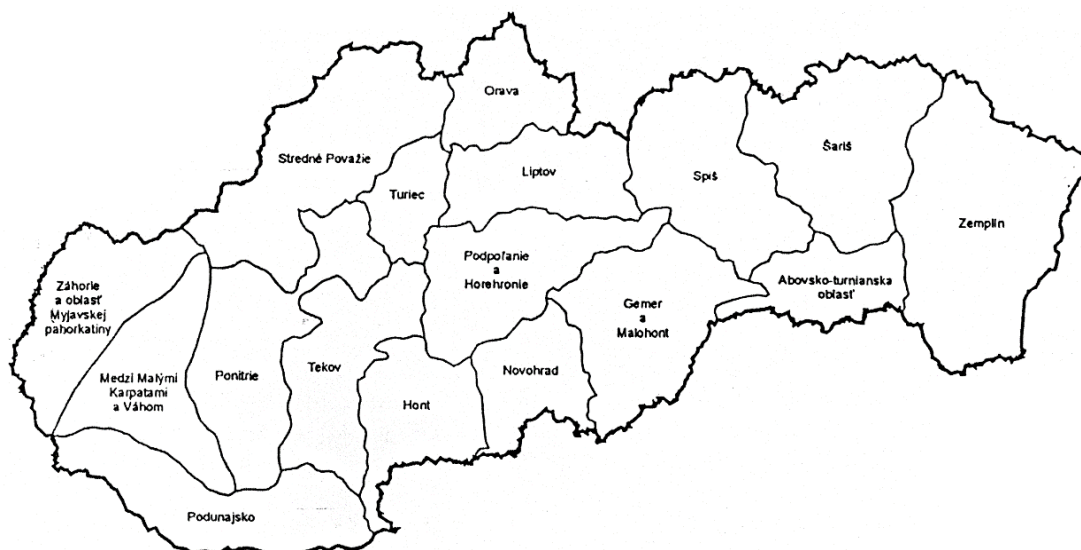 Orava
Stredné Považie
Turiec
Liptov
Spiš
Šariš
Zemplín
Záhorie
a oblasť
Myjavskej
pahorkatiny
Podpoľanie
a
Horehronie
Abovsko-turnianska
oblasť
Gemer
a
Malohont
Medzi Malými
Karpatami
a Váhom
Ponitrie
Tekov
Hont
Novohrad
Podunajsko